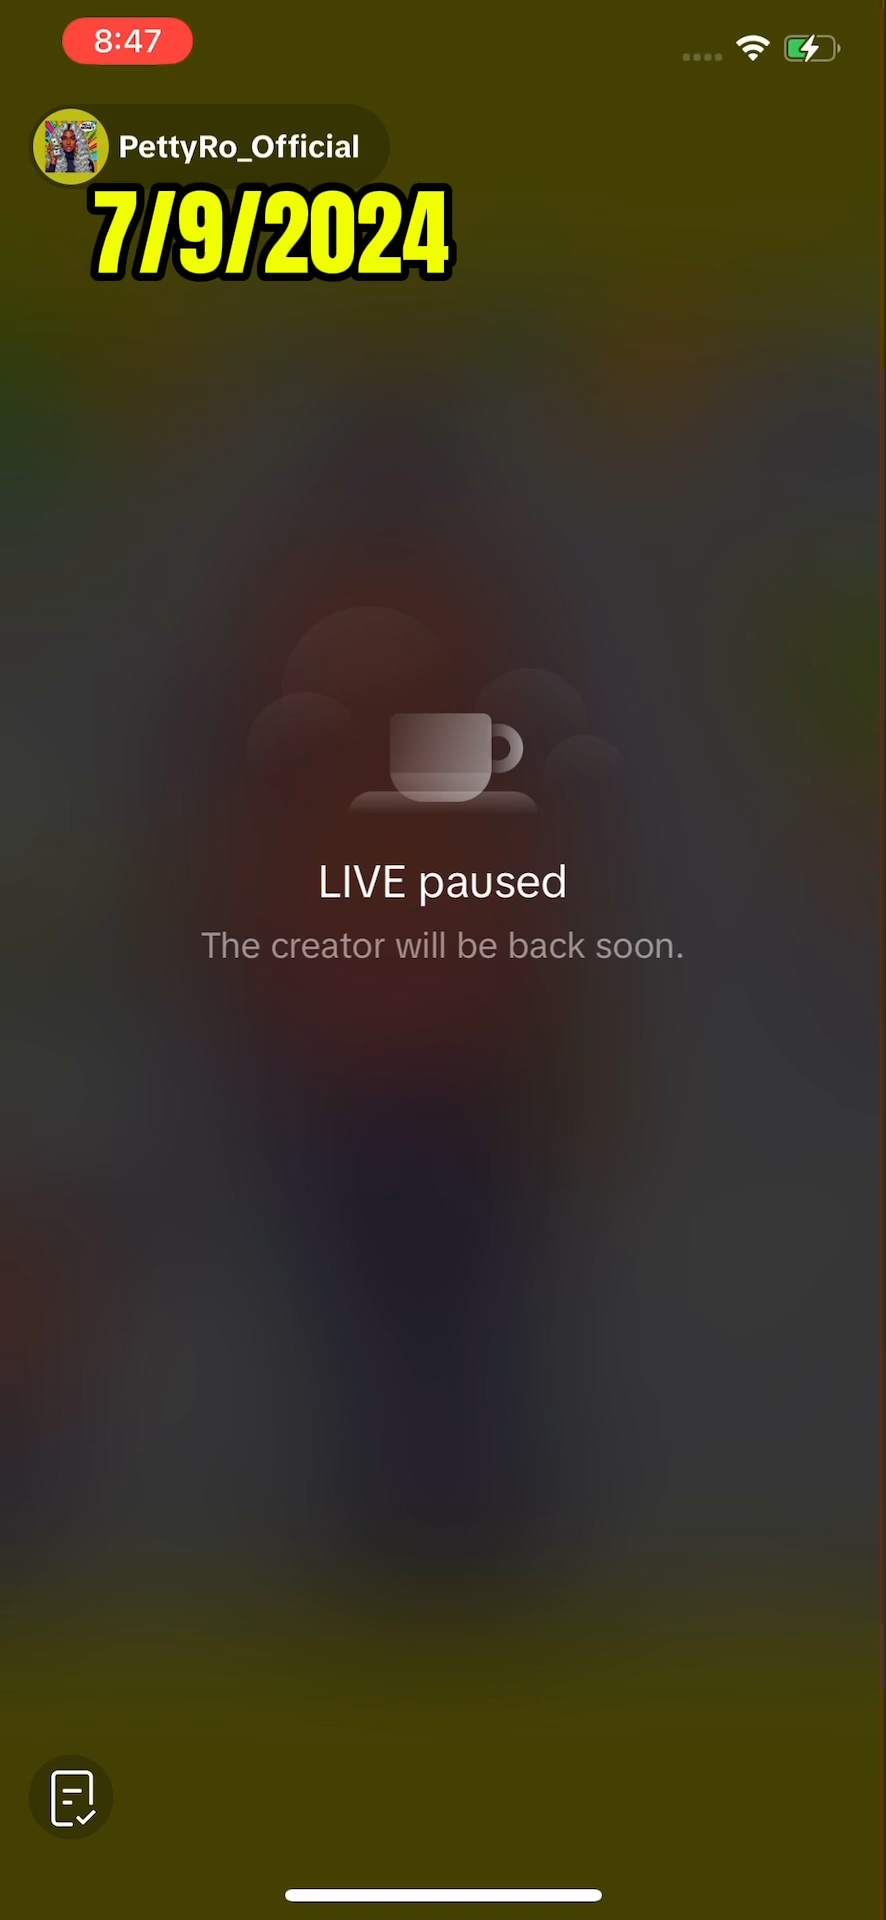 8:47
PettyRo_Official
7/9/2024
LIVE paused
The creator will be back soon.